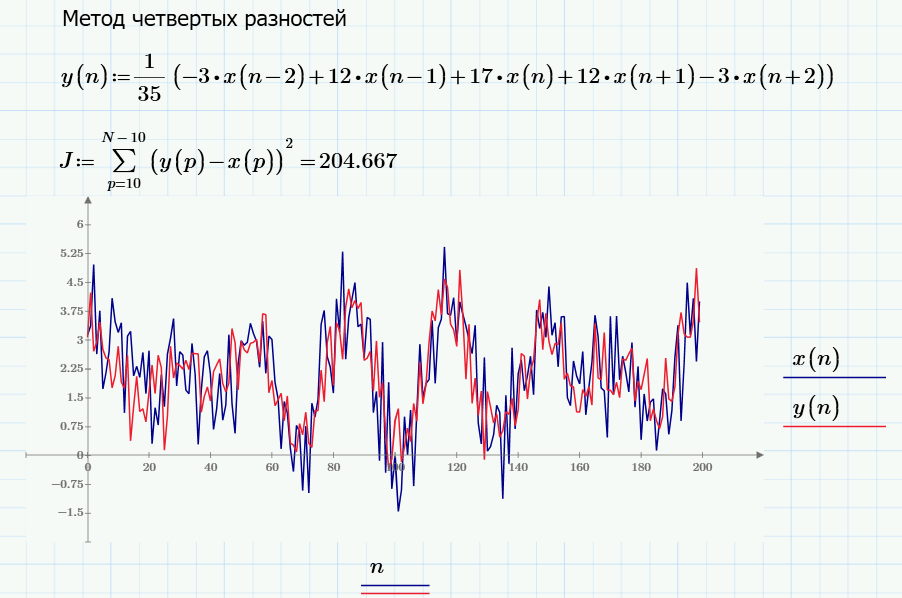 Метод четвертых разностей
y(n):=1/35 (−3·x(n−2)+12·x(n−1)+17·x(n)+12·x(n+1)−3·x(n+2))
N−10
J:= ∑ (y(p)−x(p))² =204.667
p=10
6
5.25
4.5
3.75
3
2.25
1.5
0.75
0
−0.75
−1.5
0 20 40 60 80 100 120 140 160 180 200
x(n)
y(n)
n